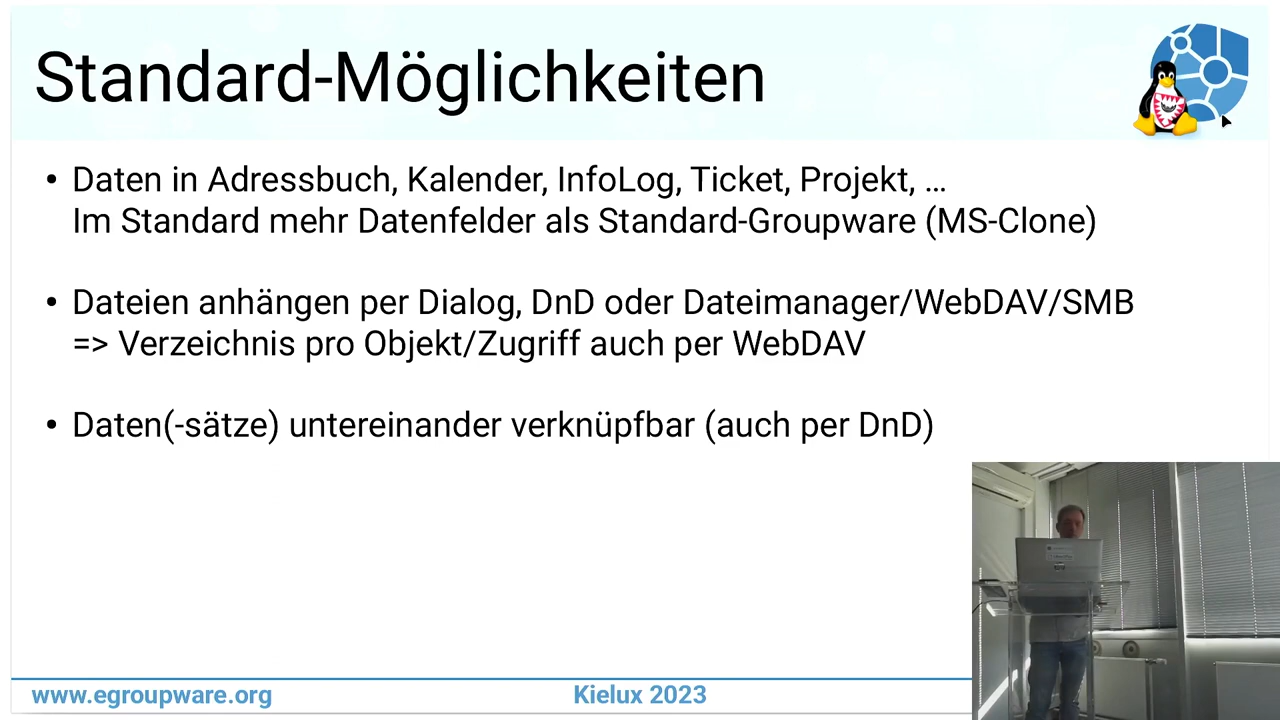 Standard-Möglichkeiten
• Daten in Adressbuch, Kalender, InfoLog, Ticket, Projekt, …
Im Standard mehr Datenfelder als Standard-Groupware (MS-Clone)
• Dateien anhängen per Dialog, DnD oder Dateimanager/WebDAV/SMB
=> Verzeichnis pro Objekt/Zugriff auch per WebDAV
• Daten(-sätze) untereinander verknüpfbar (auch per DnD)
www.egroupware.org
Kielux 2023